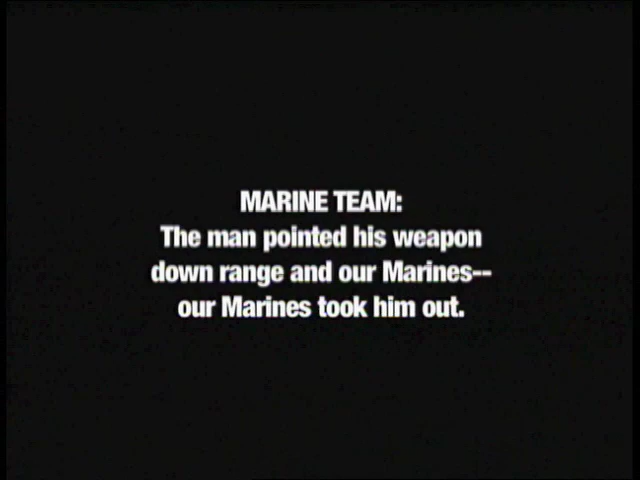 MARINE TEAM:
The man pointed his weapon
down range and our Marines--
our Marines took him out.